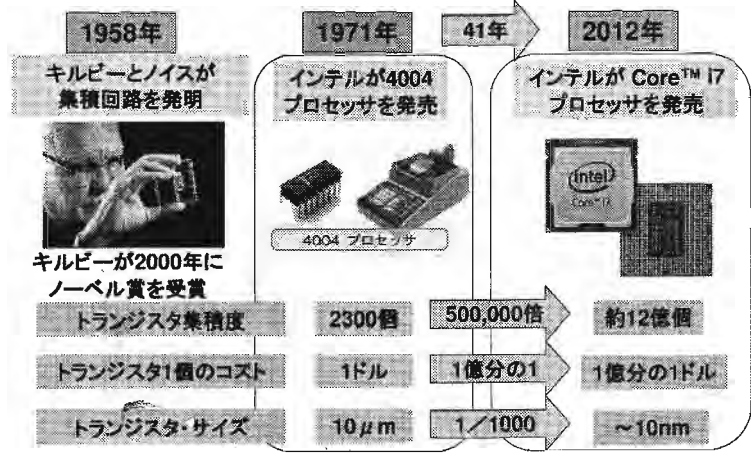 1958年
1971年
41年
2012年
キルビーとノイスが
集積回路を発明
インテルが4004
プロセッサを発売
インテルが Core™ i7
プロセッサを発売
intel
Core™ i7
4004 プロセッサ
キルビーが2000年に
ノーベル賞を受賞
トランジスタ集積度
2300個
500,000倍
約12億個
トランジスタ1個のコスト
1ドル
1億分の1
1億分の1ドル
トランジスタ・サイズ
10μm
1/1000
～10nm